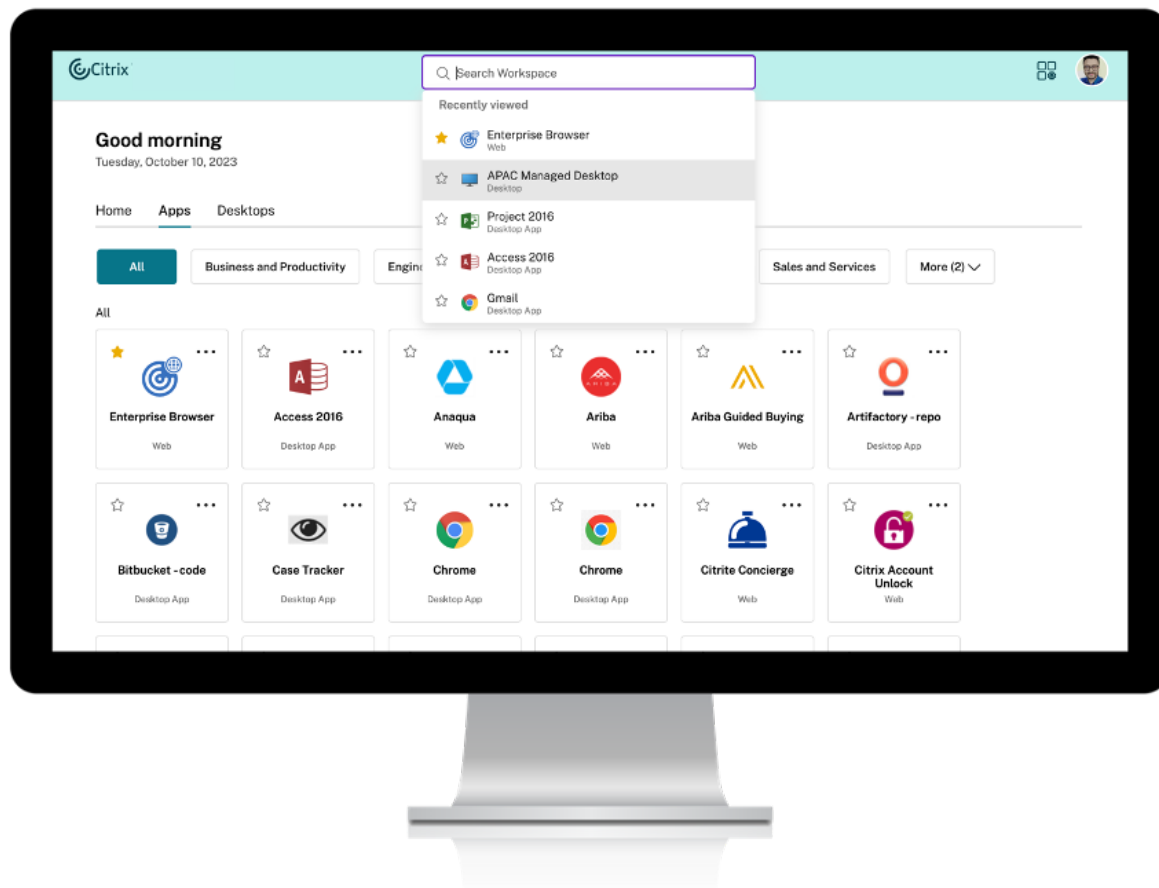 Citrix
Search Workspace
Recently viewed
Enterprise Browser
Web
APAC Managed Desktop
Desktop
Project 2016
Desktop App
Access 2016
Desktop App
Gmail
Desktop App
Good morning
Tuesday, October 10, 2023
Home Apps Desktops
All Business and Productivity Engin Sales and Services More (2)
All
Enterprise Browser Access 2016 Anaqua Ariba Ariba Guided Buying Artifactory - repo
Web Desktop App Web Web Web Desktop App
Bitbucket - code Case Tracker Chrome Chrome Citrite Concierge Citrix Account
Unlock
Desktop App Desktop App Desktop App Desktop App Web Web